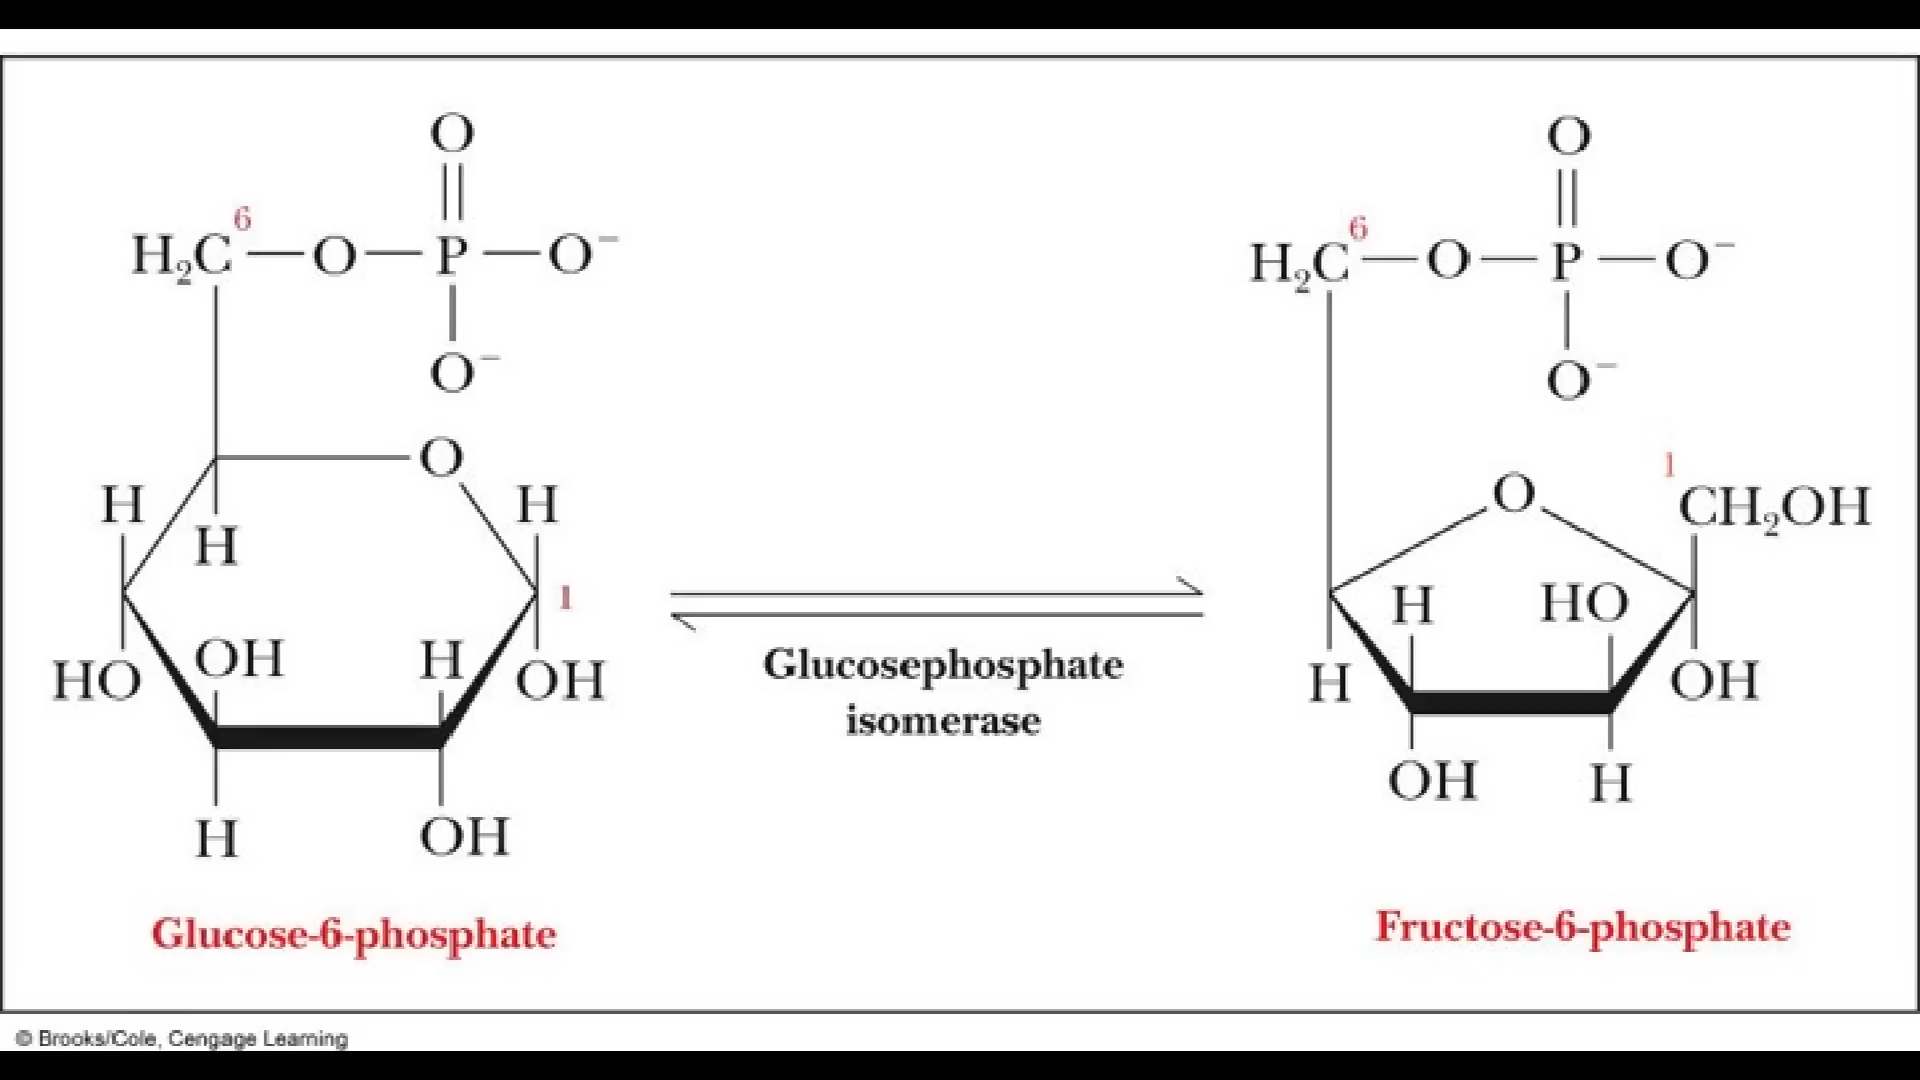 O
O
6
6
H₂C—O—P—O⁻
H₂C—O—P—O⁻
O⁻
O⁻
O
1
H
H
O
CH₂OH
H
1
H
HO
Glucosephosphate
OH
H
HO
OH
H
OH
isomerase
OH
H
H
OH
Glucose-6-phosphate
Fructose-6-phosphate
© Brooks/Cole, Cengage Learning